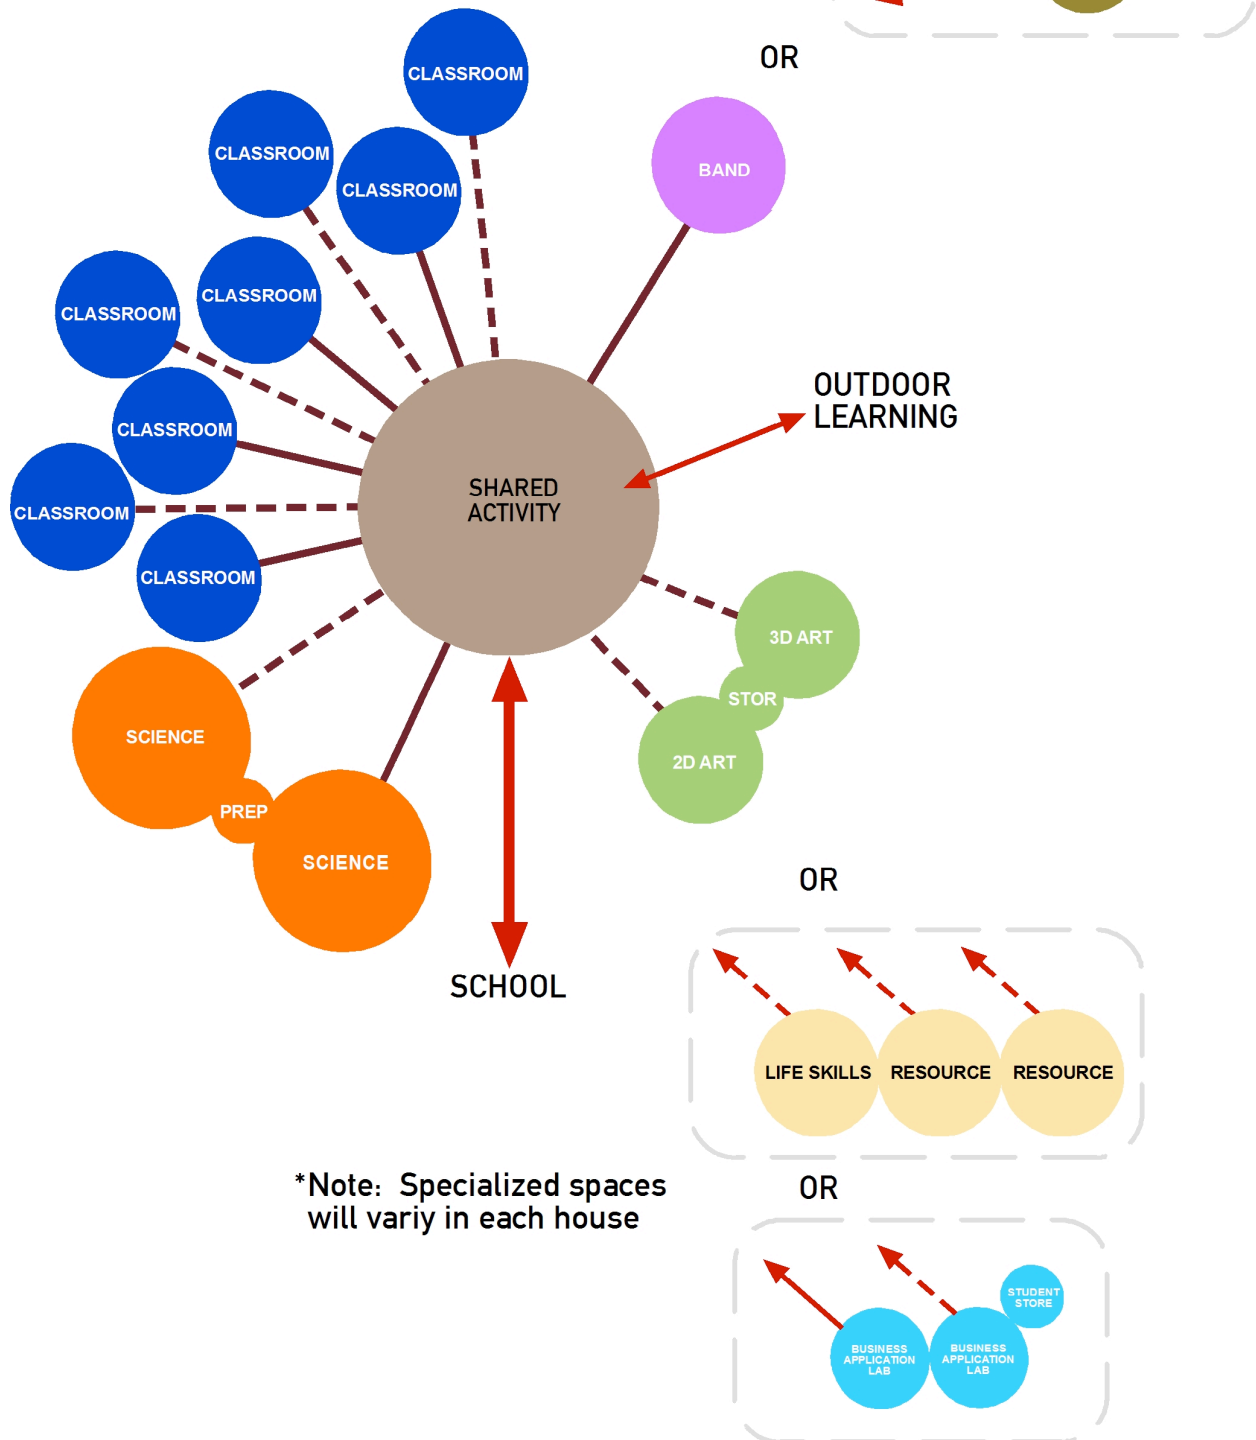 OR
CLASSROOM
CLASSROOM
CLASSROOM
BAND
CLASSROOM
CLASSROOM
CLASSROOM
CLASSROOM
CLASSROOM
OUTDOOR
LEARNING
SHARED
ACTIVITY
3D ART
STOR
2D ART
SCIENCE
PREP
SCIENCE
OR
SCHOOL
LIFE SKILLS
RESOURCE
RESOURCE
*Note: Specialized spaces
will variy in each house
OR
STUDENT
STORE
BUSINESS
APPLICATION
LAB
BUSINESS
APPLICATION
LAB